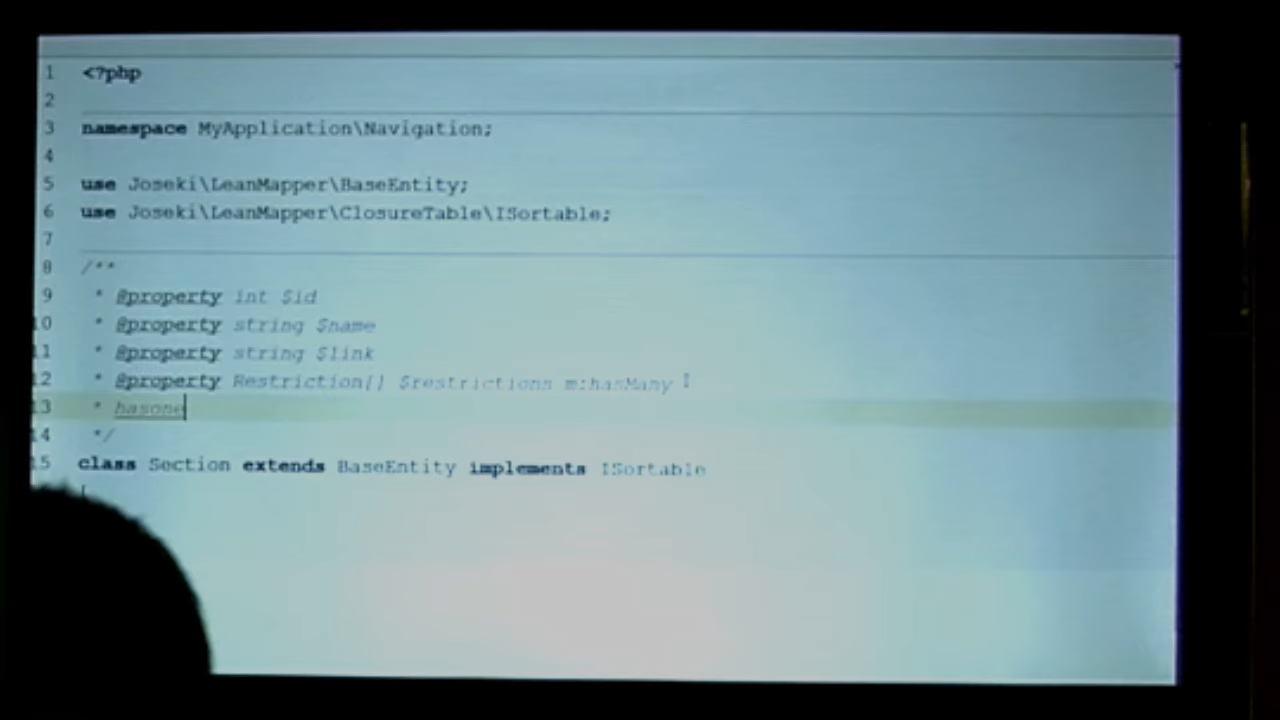 1 <?php
2
3 namespace MyApplication\Navigation;
4
5 use Joseki\LeanMapper\BaseEntity;
6 use Joseki\LeanMapper\ClosureTable\ISortable;
7
8 /**
9 * @property int $id
10 * @property string $name
11 * @property string $link
12 * @property Restriction[] $restrictions m:hasMany
13 * hasone
14 */
15 class Section extends BaseEntity implements ISortable
{